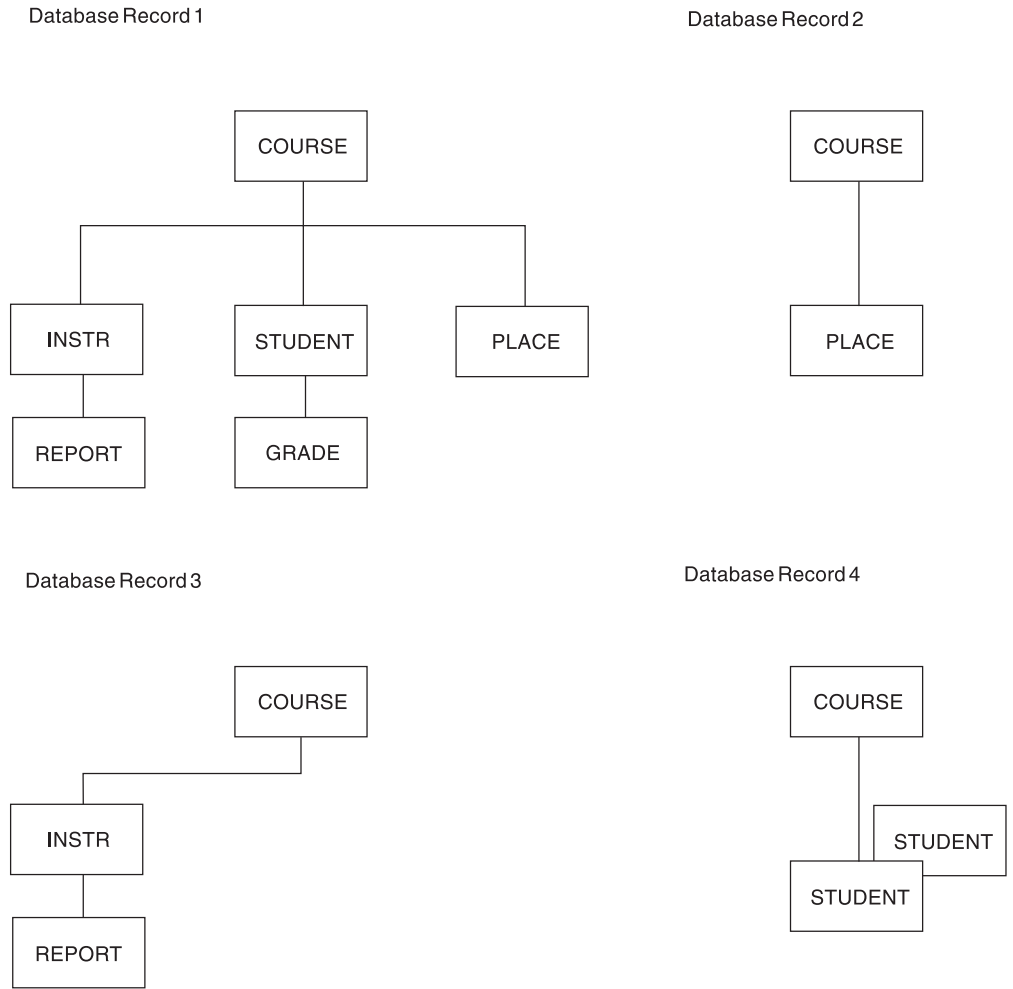 Database Record 1
Database Record 2
COURSE
COURSE
INSTR
STUDENT
PLACE
PLACE
REPORT
GRADE
Database Record 3
Database Record 4
COURSE
COURSE
INSTR
STUDENT
STUDENT
REPORT